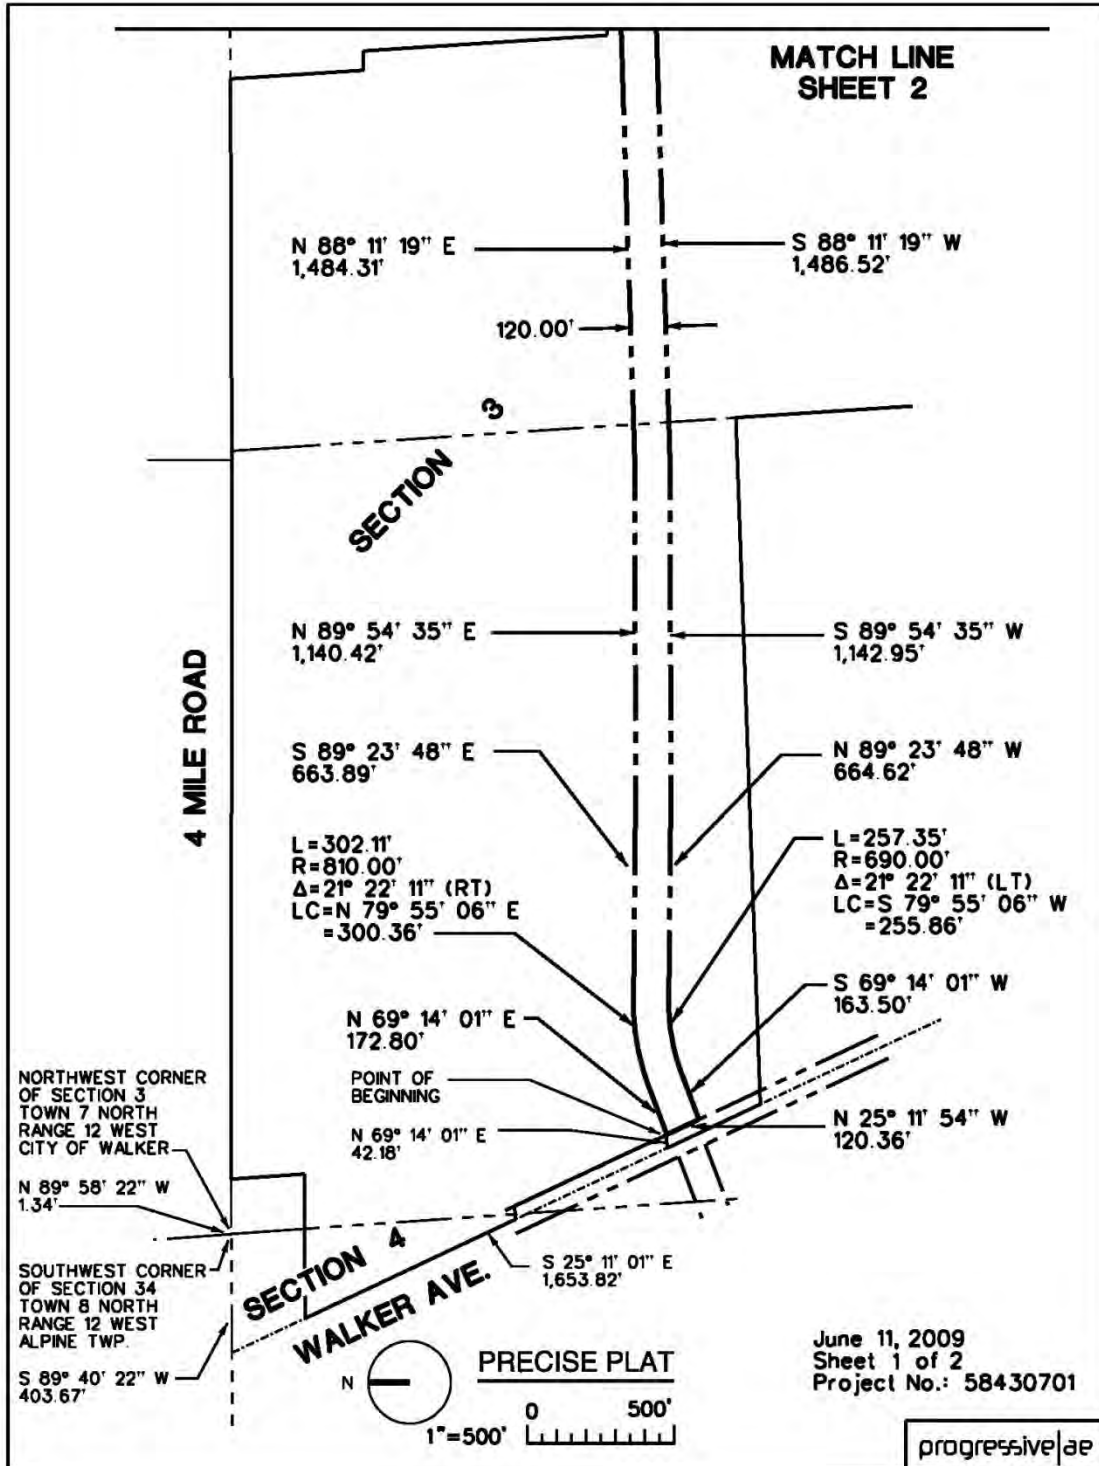 MATCH LINE
SHEET 2
N 88° 11' 19" E
1,484.31'
S 88° 11' 19" W
1,486.52'
120.00'
SECTION 3
N 89° 54' 35" E
1,140.42'
S 89° 54' 35" W
1,142.95'
4 MILE ROAD
S 89° 23' 48" E
663.89'
N 89° 23' 48" W
664.62'
L=302.11'
R=810.00'
Δ=21° 22' 11" (RT)
LC=N 79° 55' 06" E
=300.36'
L=257.35'
R=690.00'
Δ=21° 22' 11" (LT)
LC=S 79° 55' 06" W
=255.86'
S 69° 14' 01" W
163.50'
N 69° 14' 01" E
172.80'
POINT OF
BEGINNING
N 69° 14' 01" E
42.18'
N 25° 11' 54" W
120.36'
NORTHWEST CORNER
OF SECTION 3
TOWN 7 NORTH
RANGE 12 WEST
CITY OF WALKER
N 89° 58' 22" W
1.34'
SOUTHWEST CORNER
OF SECTION 34
TOWN 8 NORTH
RANGE 12 WEST
ALPINE TWP.
S 89° 40' 22" W
403.67'
SECTION 4
WALKER AVE.
S 25° 11' 01" E
1,653.82'
N
PRECISE PLAT
0 500'
1"=500'
June 11, 2009
Sheet 1 of 2
Project No.: 58430701
progressive|ae